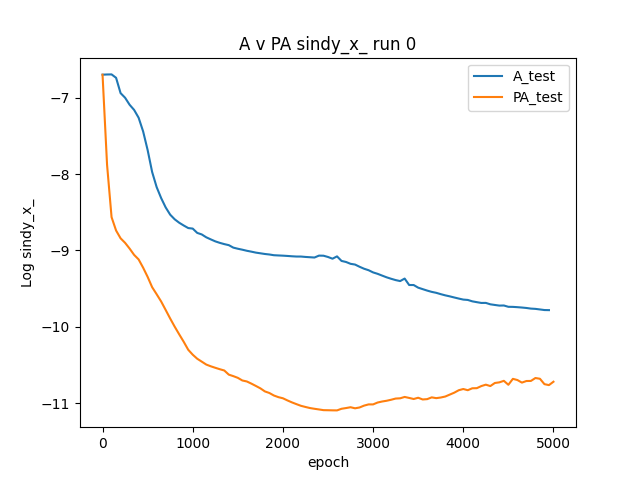 A v PA sindy_x_ run 0
A_test
PA_test
Log sindy_x_
−7
−8
−9
−10
−11
0
1000
2000
3000
4000
5000
epoch